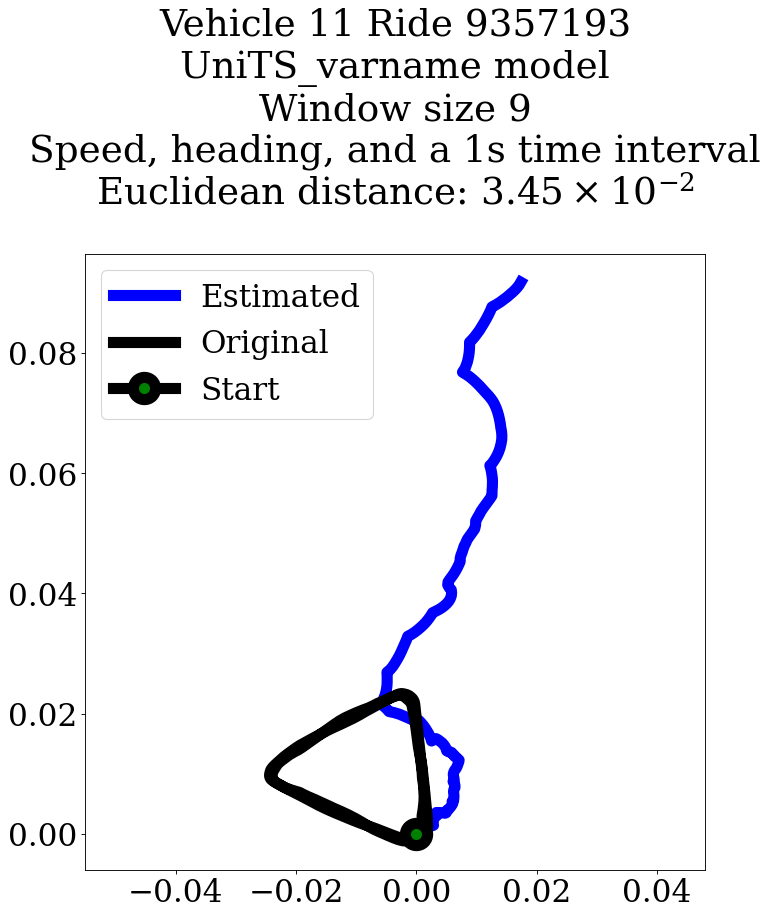 Vehicle 11 Ride 9357193
UniTS_varname model
Window size 9
Speed, heading, and a 1s time interval
Euclidean distance: 3.45 × 10⁻²
Estimated
Original
Start
0.08
0.06
0.04
0.02
0.00
−0.04
−0.02
0.00
0.02
0.04